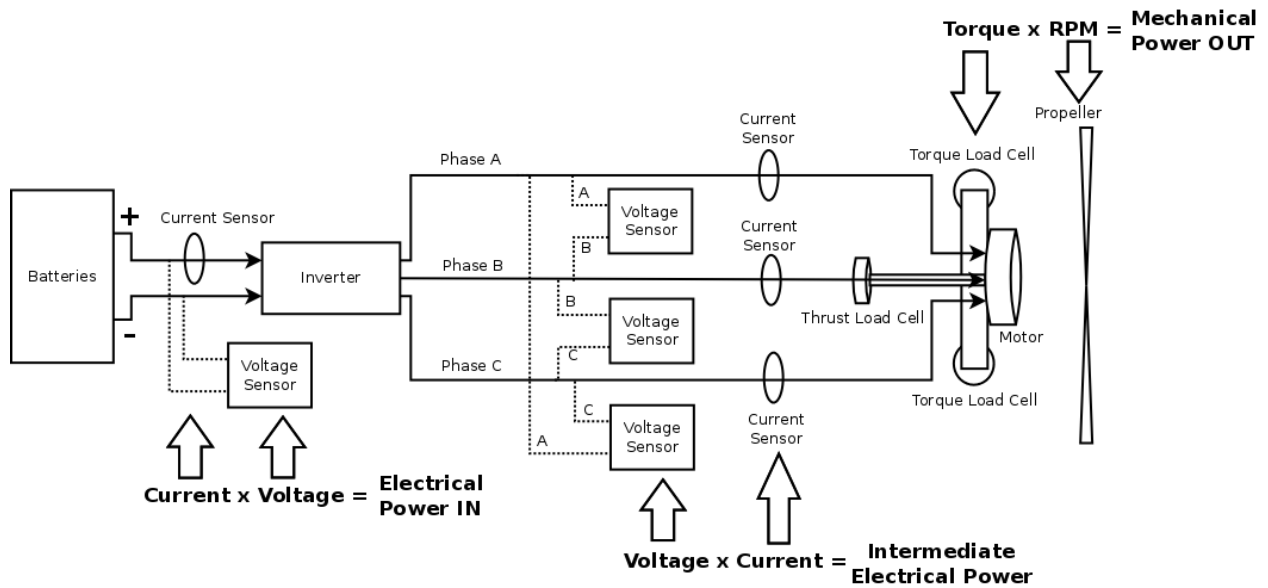 Torque x RPM = Mechanical
Power OUT
Propeller
Current
Sensor
Phase A
Torque Load Cell
A
Voltage
Sensor
B
+
Current Sensor
Batteries
Inverter
Phase B
Current
Sensor
-
B
Voltage
Sensor
C
Thrust Load Cell
Motor
Voltage
Sensor
Phase C
C
Voltage
Sensor
A
Current
Sensor
Torque Load Cell
Current x Voltage = Electrical
Power IN
Voltage x Current = Intermediate
Electrical Power